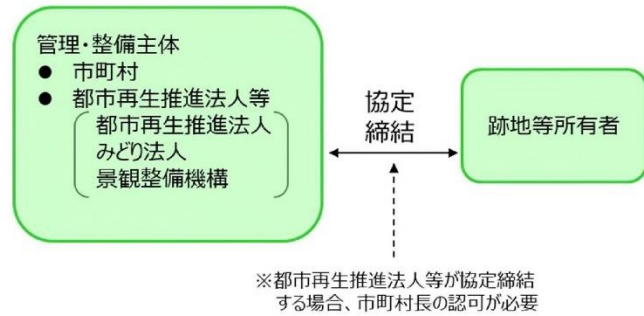 管理・整備主体
● 市町村
● 都市再生推進法人等
都市再生推進法人
みどり法人
景観整備機構
協定
締結
跡地等所有者
※都市再生推進法人等が協定締結
する場合、市町村長の認可が必要